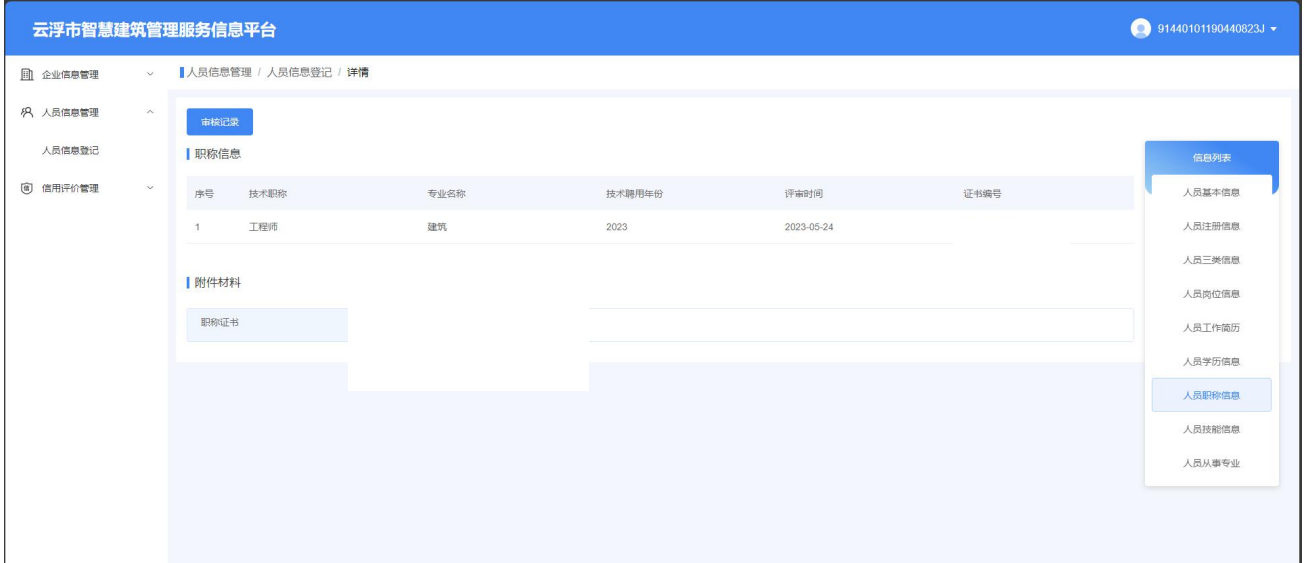 云浮市智慧建筑管理服务信息平台
91440101190440823J
企业信息管理
人员信息管理 / 人员信息登记 / 详情
人员信息管理
人员信息登记
信用评价管理
审核记录
职称信息
序号 技术职称 专业名称 技术聘用年份 评审时间 证书编号
1 工程师 建筑 2023 2023-05-24
附件材料
职称证书
信息列表
人员基本信息
人员注册信息
人员三类信息
人员岗位信息
人员工作简历
人员学历信息
人员职称信息
人员技能信息
人员从事专业